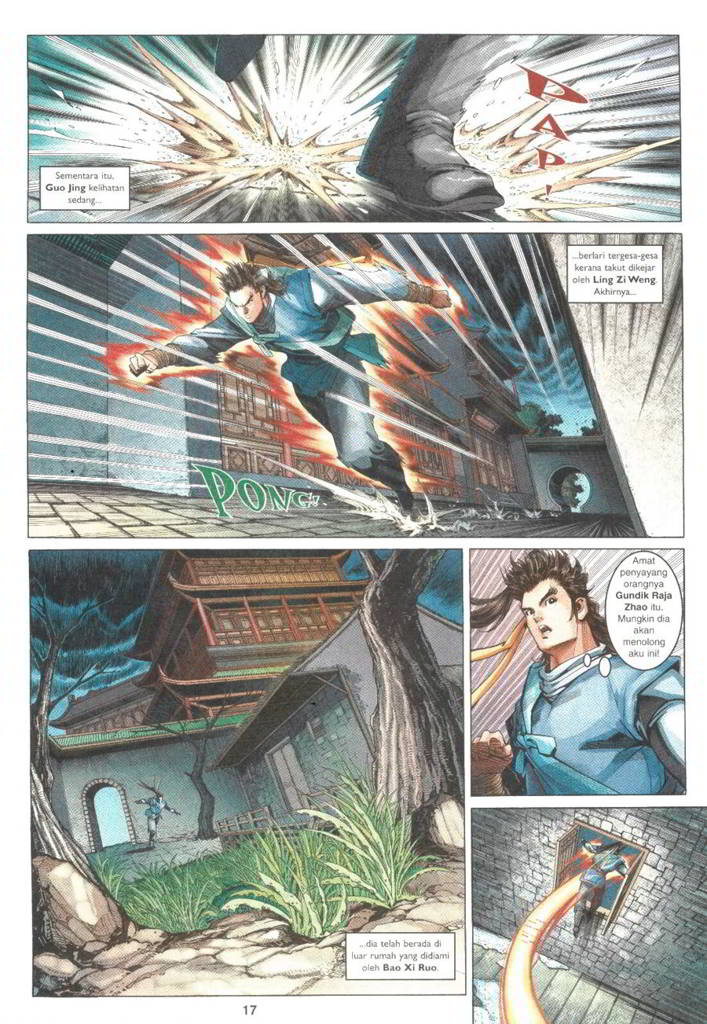 PAP!
Sementara itu,
Guo Jing kelihatan
sedang...
...berlari tergesa-gesa
kerana takut dikejar
oleh Ling Zi Weng.
Akhirnya...
PONG!
Amat
penyayang
orangnya
Gundik Raja
Zhao itu.
Mungkin dia
akan
menolong
aku ini!
...dia telah berada di
luar rumah yang didiami
oleh Bao Xi Ruo.
17